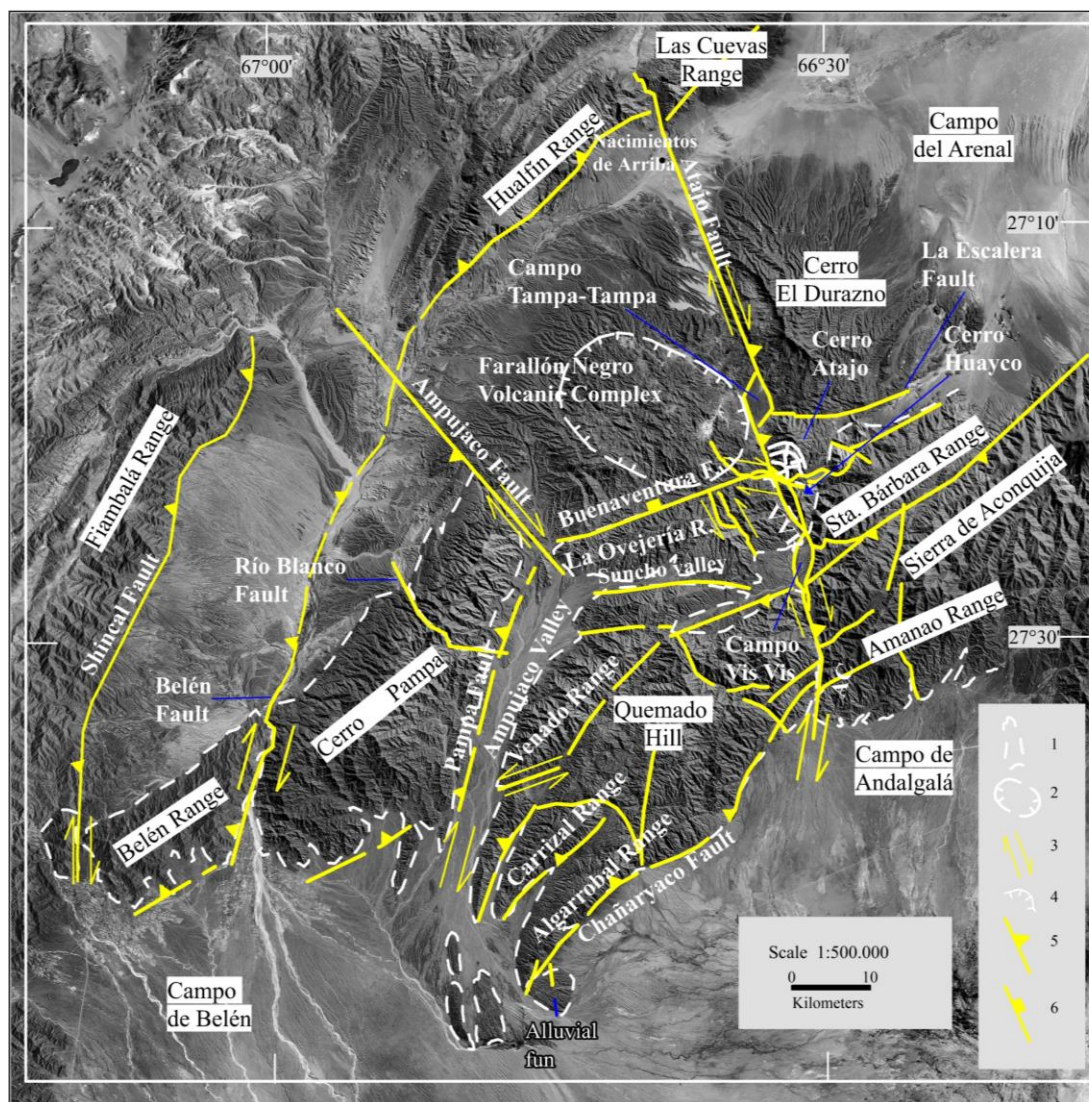 Las Cuevas
Range
67°00'
66°30'
Campo
del Arenal
Hualfín Range
Nacimientos
de Arriba
Atajo Fault
27°10'
La Escalera
Fault
Campo
Tampa-Tampa
Cerro
El Durazno
Cerro
Atajo
Cerro
Huayco
Farallón Negro
Volcanic Complex
Ampujaco Fault
Fiambalá Range
Buenaventura F.
Sta. Bárbara Range
La Ovejería R.
Suncho Valley
Sierra de Aconquija
Río Blanco
Fault
Shincal Fault
Campo
Vis Vis
Amanao Range
27°30'
Belén
Fault
Cerro Pampa
Pampa Fault
Ampujaco Valley
Venado Range
Quemado
Hill
Campo de
Andalgalá
Belén Range
Carrizal Range
Algarrobal Range
Chañaryaco Fault
Campo
de Belén
Alluvial
fun
Scale 1:500.000
0 10
Kilometers
1
2
3
4
5
6